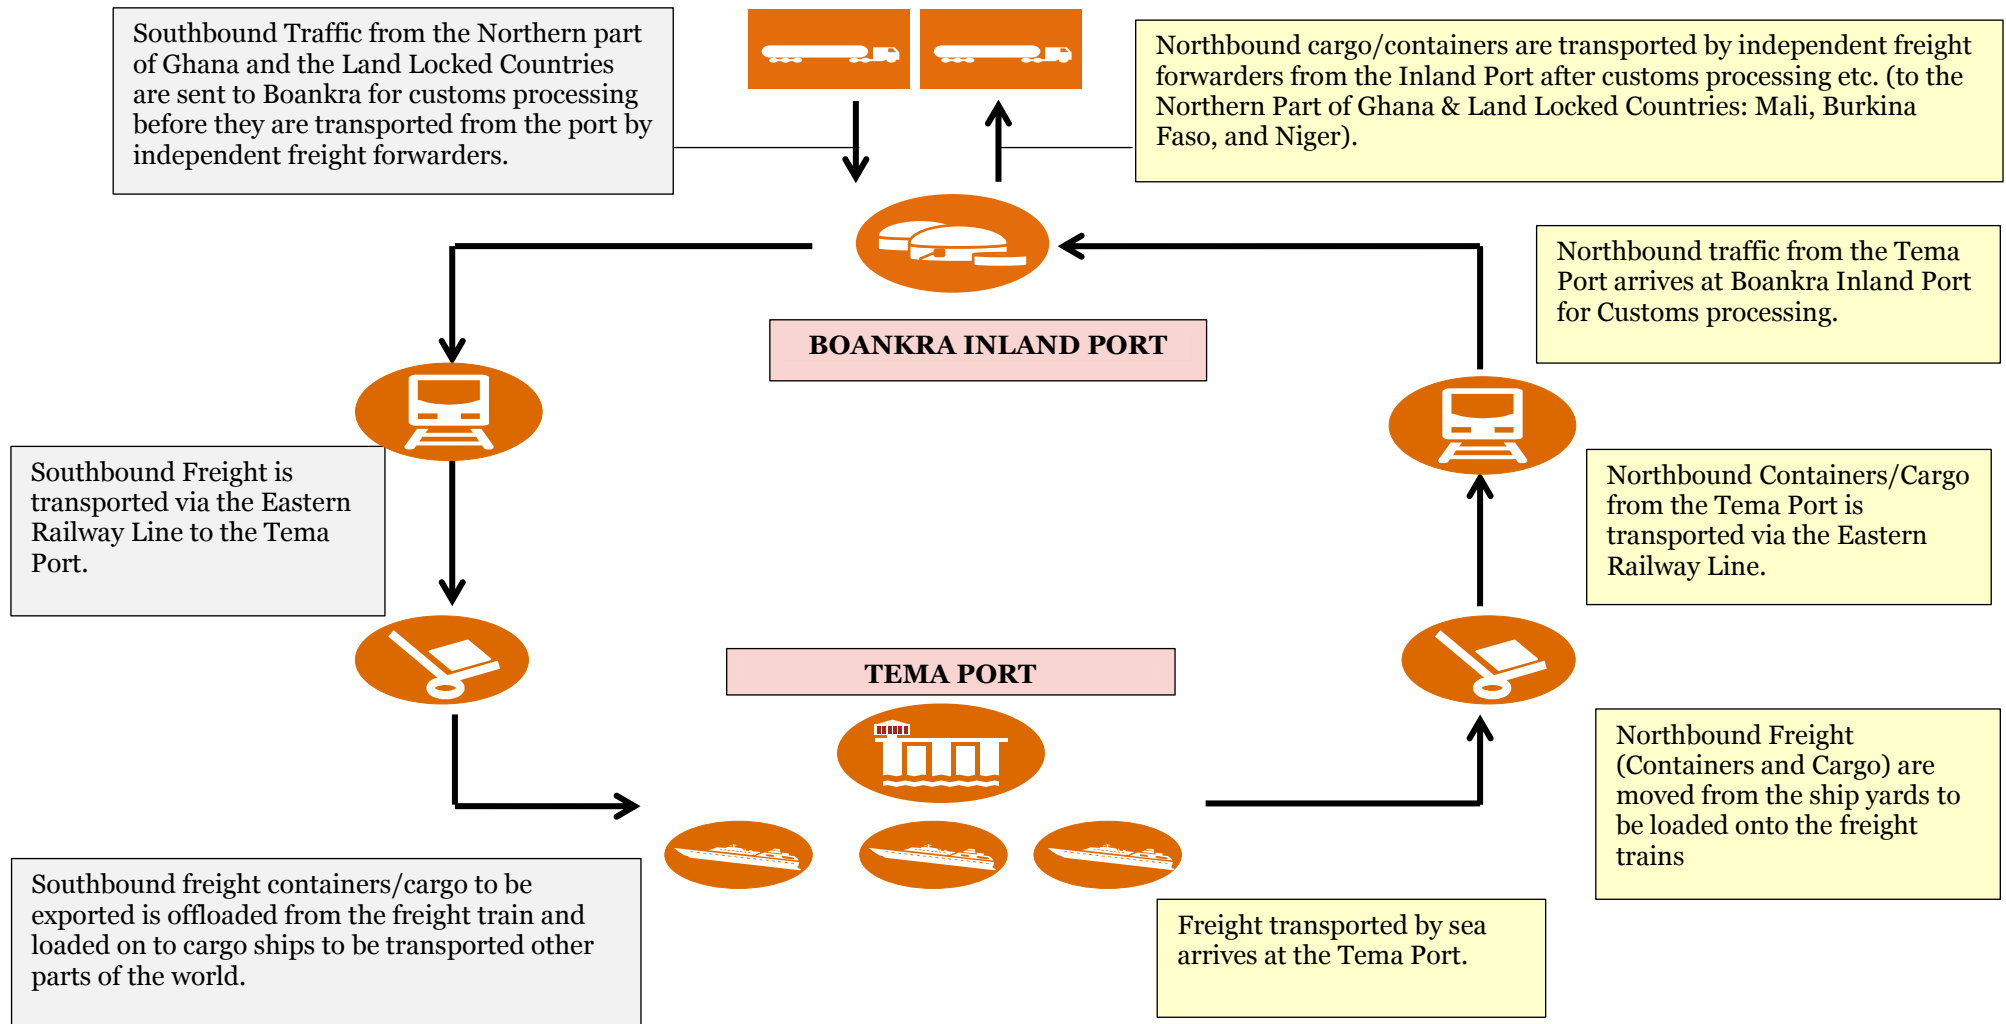 Southbound Traffic from the Northern part
of Ghana and the Land Locked Countries
are sent to Boankra for customs processing
before they are transported from the port by
independent freight forwarders.
Northbound cargo/containers are transported by independent freight
forwarders from the Inland Port after customs processing etc. (to the
Northern Part of Ghana & Land Locked Countries: Mali, Burkina
Faso, and Niger).
Northbound traffic from the Tema
Port arrives at Boankra Inland Port
for Customs processing.
BOANKRA INLAND PORT
Southbound Freight is
transported via the Eastern
Railway Line to the Tema
Port.
Northbound Containers/Cargo
from the Tema Port is
transported via the Eastern
Railway Line.
TEMA PORT
Northbound Freight
(Containers and Cargo) are
moved from the ship yards to
be loaded onto the freight
trains
Southbound freight containers/cargo to be
exported is offloaded from the freight train and
loaded on to cargo ships to be transported other
parts of the world.
Freight transported by sea
arrives at the Tema Port.